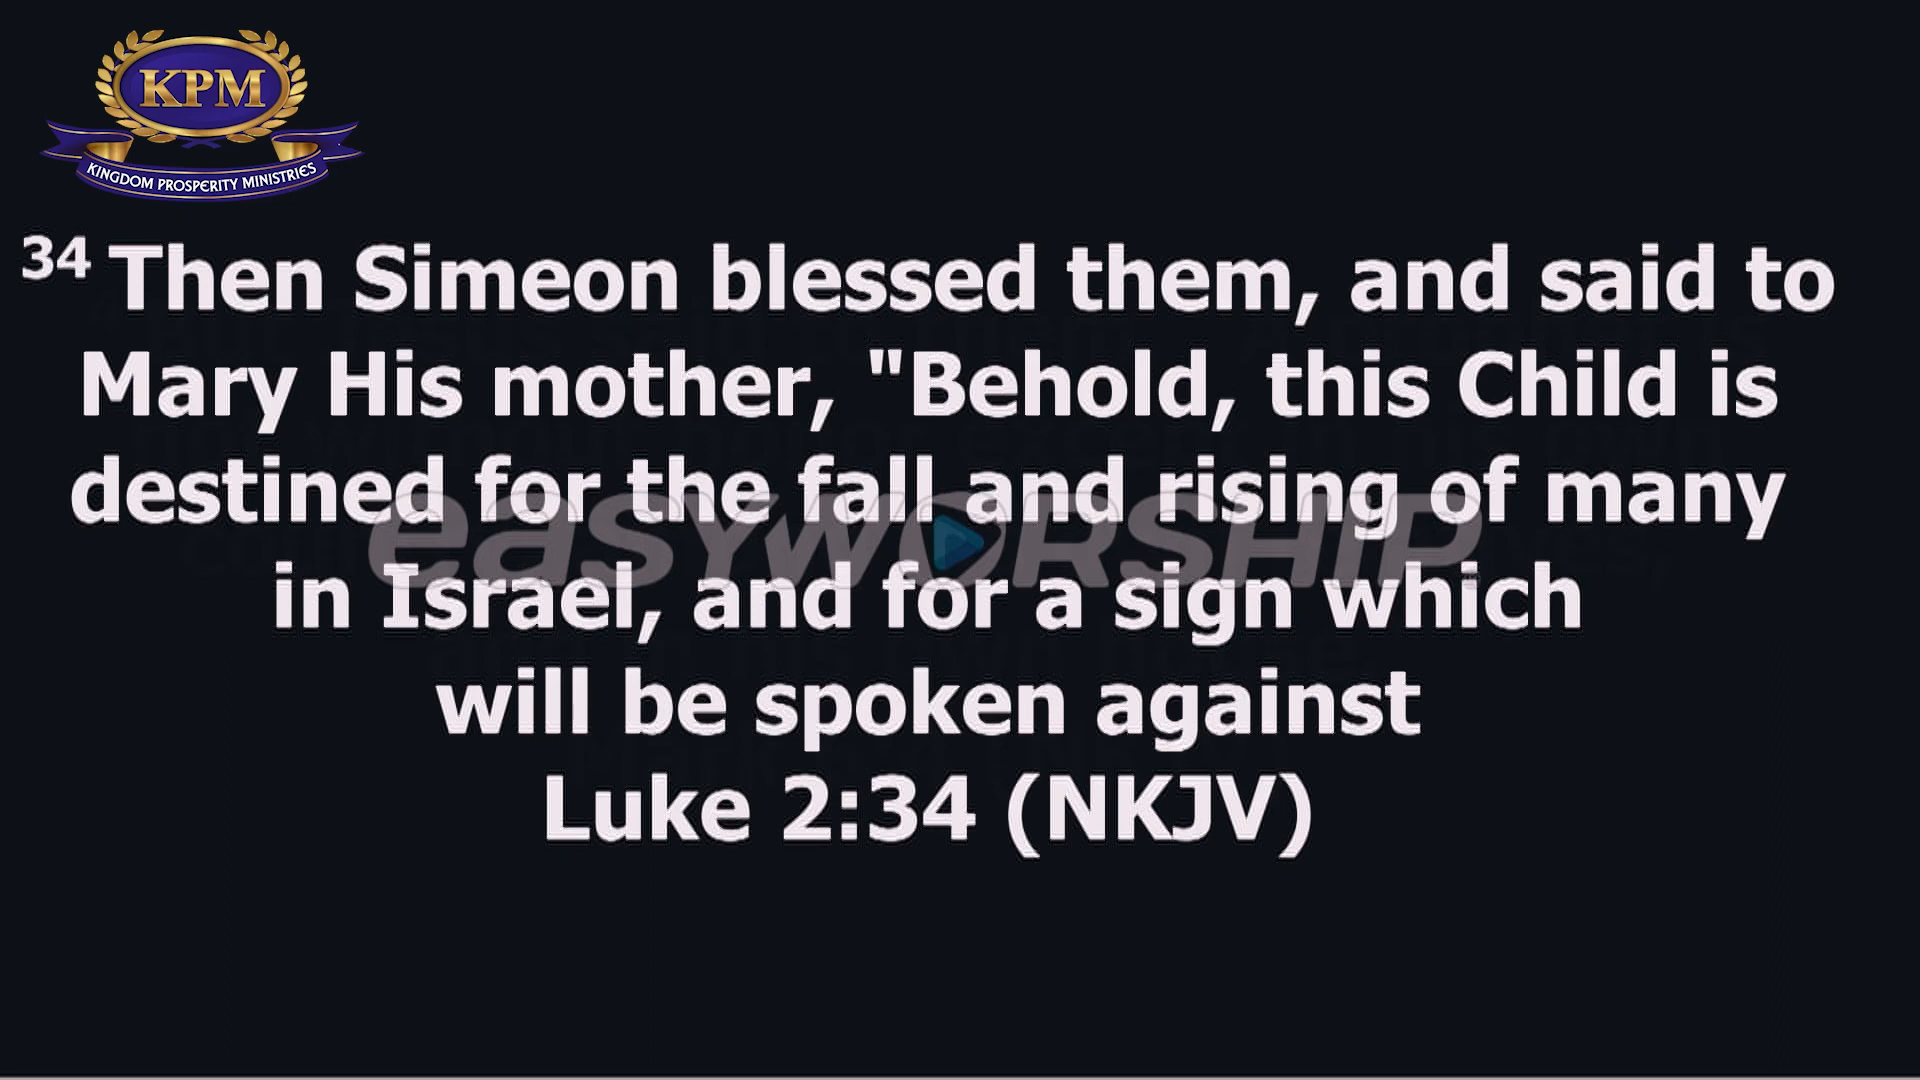 KPM
KINGDOM PROSPERITY MINISTRIES
34 Then Simeon blessed them, and said to
Mary His mother, "Behold, this Child is
destined for the fall and rising of many
easyWORSHIP
in Israel, and for a sign which
will be spoken against
Luke 2:34 (NKJV)